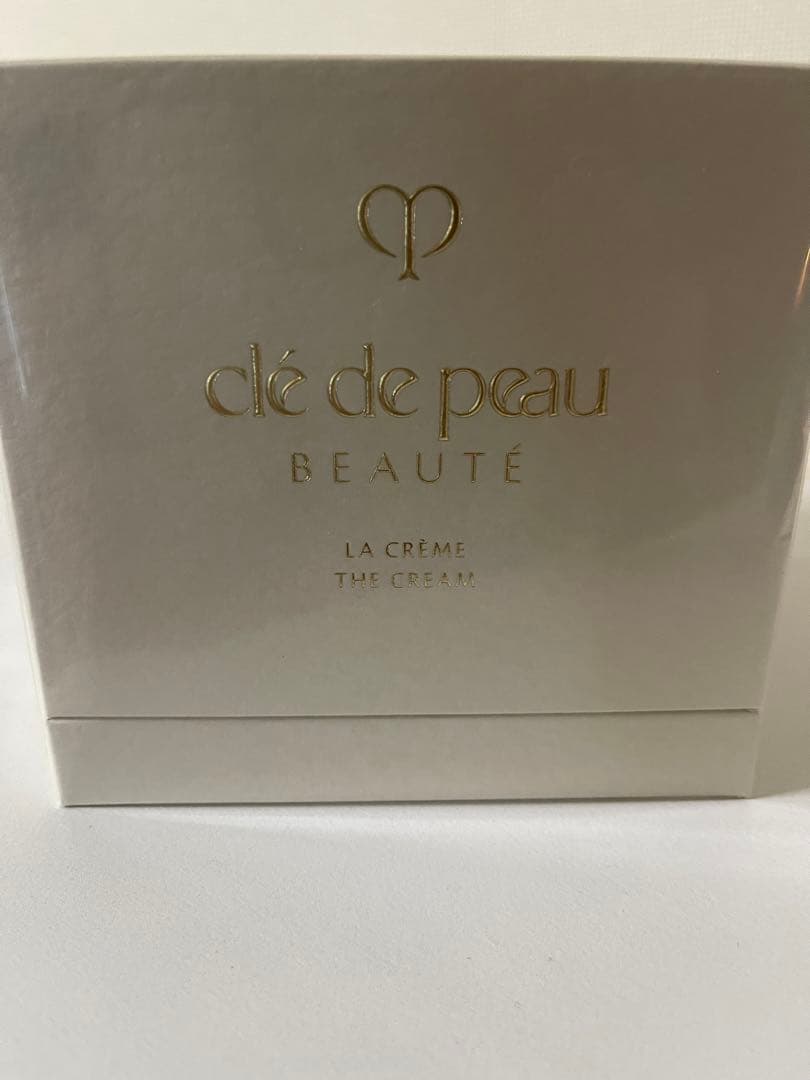 clé de peau
BEAUTÉ
LA CRÈME
THE CREAM